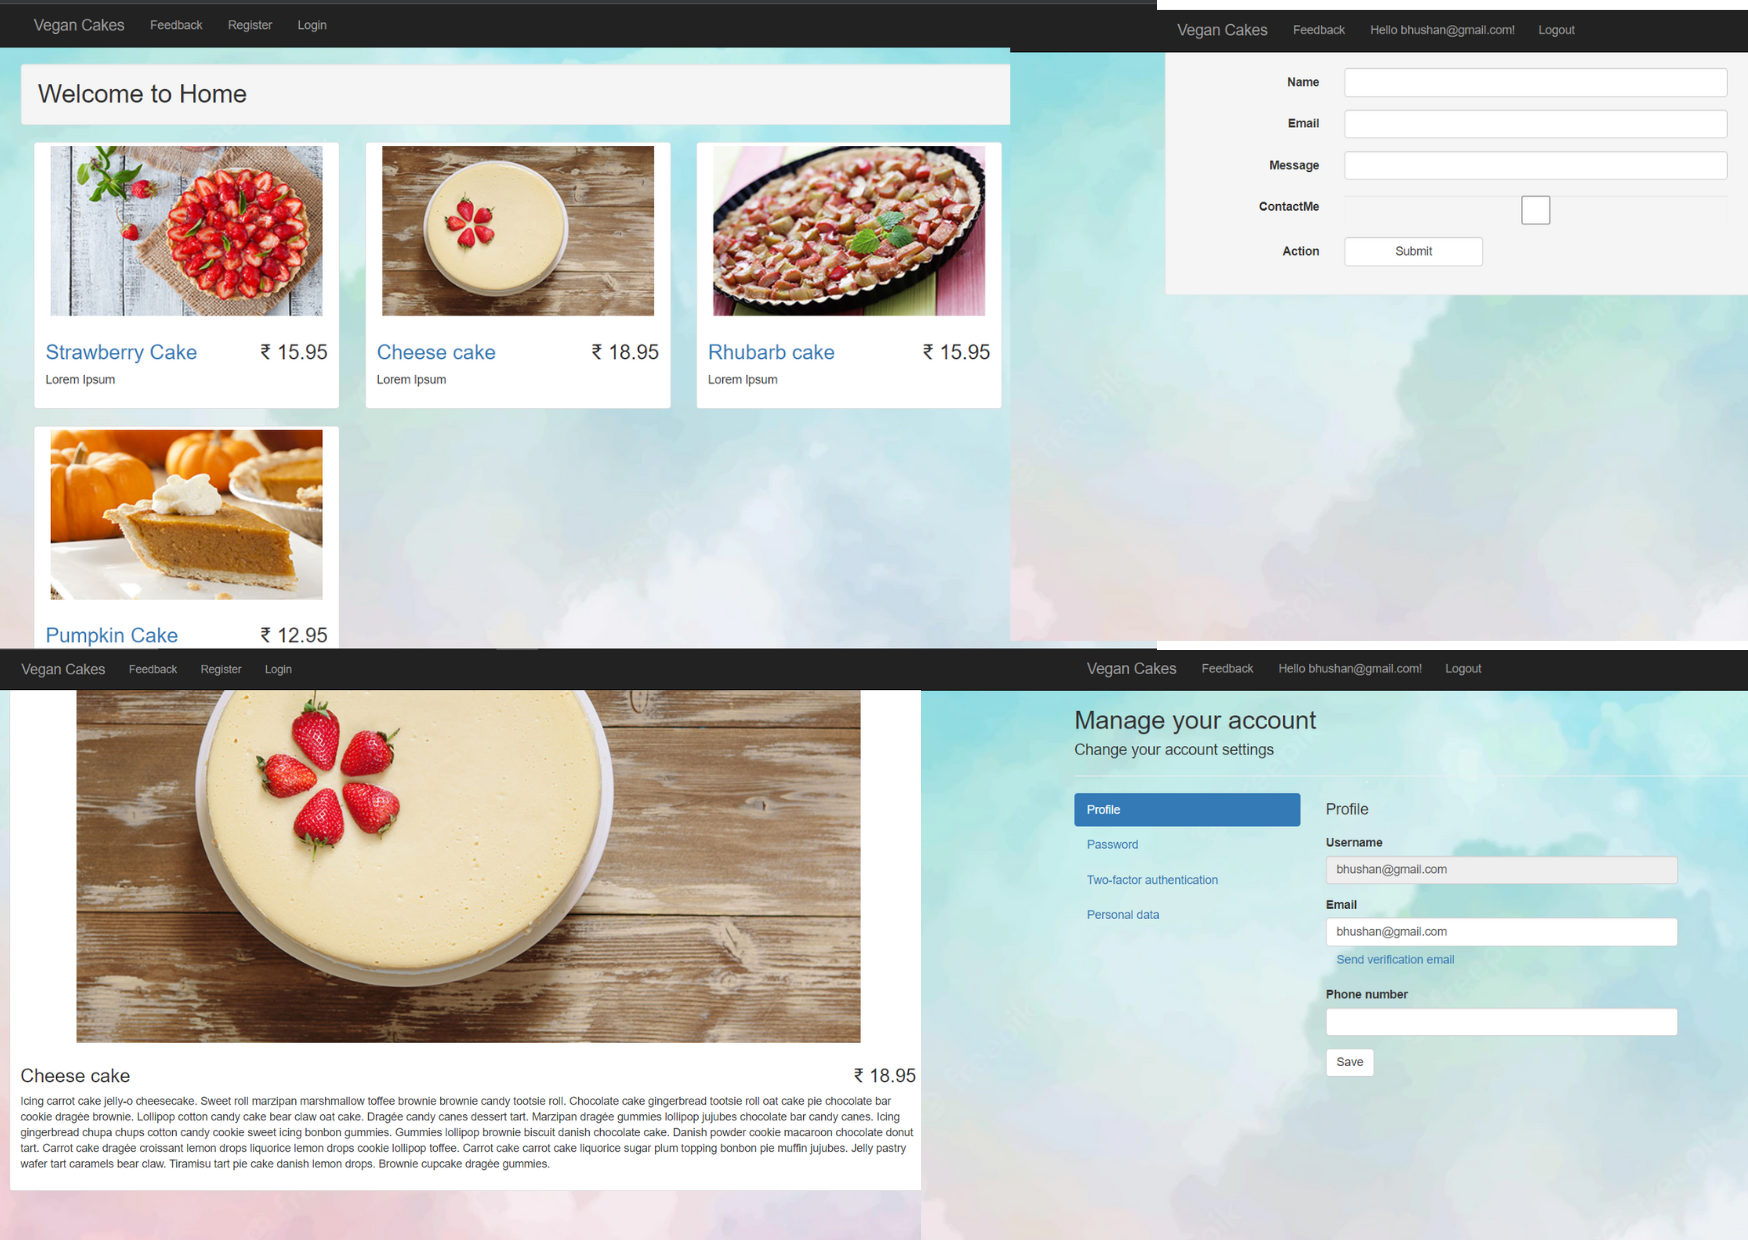 Vegan Cakes Feedback Register Login
Welcome to Home
Strawberry Cake ₹ 15.95
Lorem Ipsum
Cheese cake ₹ 18.95
Lorem Ipsum
Rhubarb cake ₹ 15.95
Lorem Ipsum
Pumpkin Cake ₹ 12.95
Vegan Cakes Feedback Hello bhushan@gmail.com! Logout
Name
Email
Message
ContactMe
Action Submit
Vegan Cakes Feedback Register Login
Cheese cake ₹ 18.95
Icing carrot cake jelly-o cheesecake. Sweet roll marzipan marshmallow toffee brownie brownie candy tootsie roll. Chocolate cake gingerbread tootsie roll oat cake pie chocolate bar
cookie dragée brownie. Lollipop cotton candy cake bear claw oat cake. Dragée candy canes dessert tart. Marzipan dragée gummies lollipop jujubes chocolate bar candy canes. Icing
gingerbread chupa chups cotton candy cookie sweet icing bonbon gummies. Gummies lollipop brownie biscuit danish chocolate cake. Danish powder cookie macaroon chocolate donut
tart. Carrot cake dragée croissant lemon drops liquorice lemon drops cookie lollipop toffee. Carrot cake carrot cake liquorice sugar plum topping bonbon pie muffin jujubes. Jelly pastry
wafer tart caramels bear claw. Tiramisu tart pie cake danish lemon drops. Brownie cupcake dragée gummies.
Vegan Cakes Feedback Hello bhushan@gmail.com! Logout
Manage your account
Change your account settings
Profile
Password
Two-factor authentication
Personal data
Profile
Username
bhushan@gmail.com
Email
bhushan@gmail.com
Send verification email
Phone number
Save